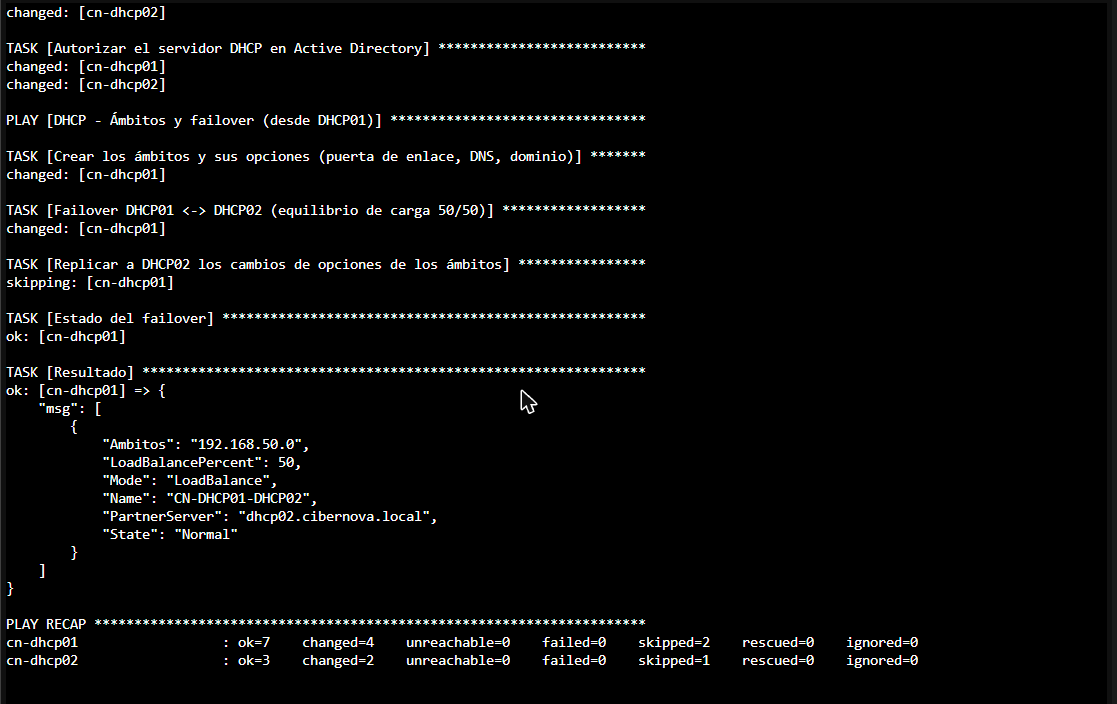 changed: [cn-dhcp02]
TASK [Autorizar el servidor DHCP en Active Directory] **************************
changed: [cn-dhcp01]
changed: [cn-dhcp02]
PLAY [DHCP - Ámbitos y failover (desde DHCP01)] ********************************
TASK [Crear los ámbitos y sus opciones (puerta de enlace, DNS, dominio)] *******
changed: [cn-dhcp01]
TASK [Failover DHCP01 <-> DHCP02 (equilibrio de carga 50/50)] ******************
changed: [cn-dhcp01]
TASK [Replicar a DHCP02 los cambios de opciones de los ámbitos] ****************
skipping: [cn-dhcp01]
TASK [Estado del failover] *****************************************************
ok: [cn-dhcp01]
TASK [Resultado] ***************************************************************
ok: [cn-dhcp01] => {
    "msg": [
        {
            "Ambitos": "192.168.50.0",
            "LoadBalancePercent": 50,
            "Mode": "LoadBalance",
            "Name": "CN-DHCP01-DHCP02",
            "PartnerServer": "dhcp02.cibernova.local",
            "State": "Normal"
        }
    ]
}
PLAY RECAP *********************************************************************
cn-dhcp01                  : ok=7    changed=4    unreachable=0    failed=0    skipped=2    rescued=0    ignored=0
cn-dhcp02                  : ok=3    changed=2    unreachable=0    failed=0    skipped=1    rescued=0    ignored=0